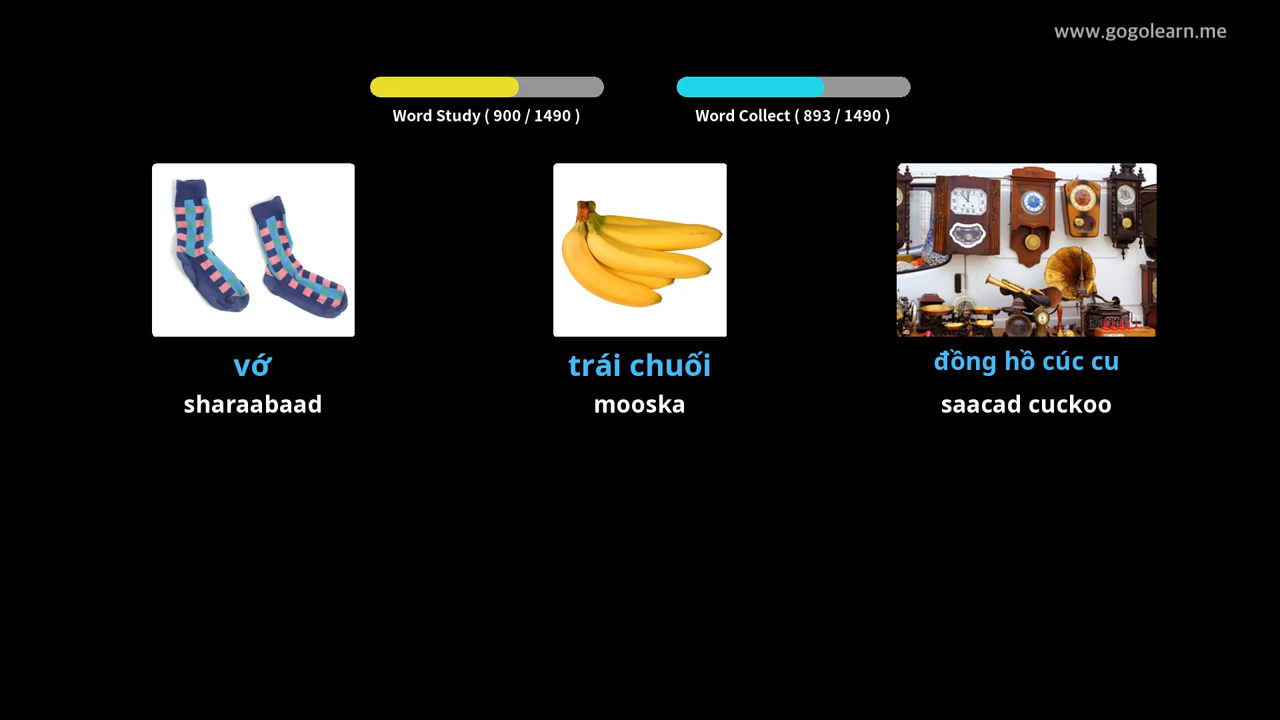 www.gogolearn.me
Word Study ( 900 / 1490 )
Word Collect ( 893 / 1490 )
vớ
trái chuối
đồng hồ cúc cu
sharaabaad
mooska
saacad cuckoo